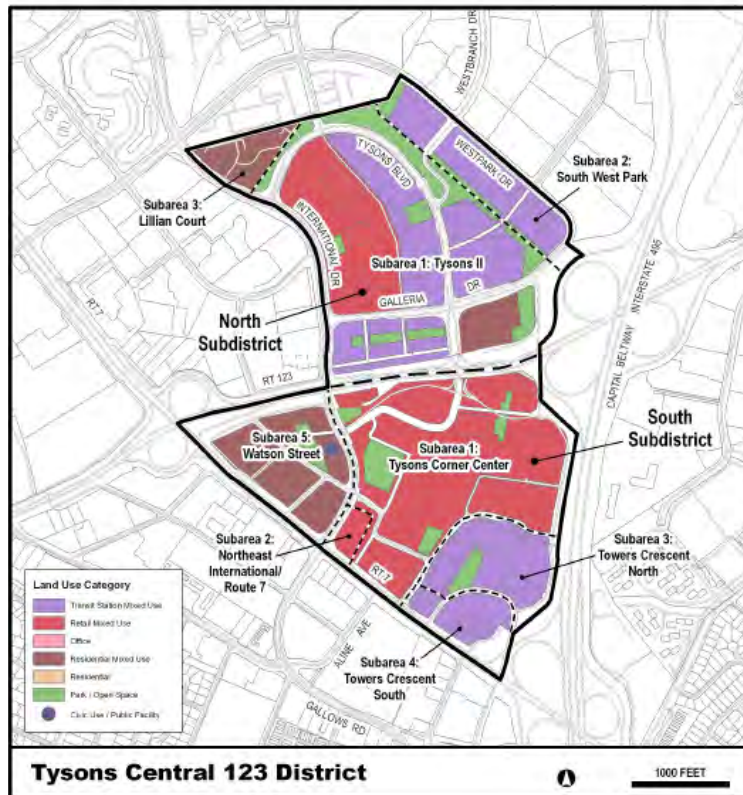 WESTBRANCH DR
WESTPARK DR
TYSONS BLVD
Subarea 2:
South West Park
Subarea 3:
Lillian Court
INTERNATIONAL DR
Subarea 1: Tysons II
GALLERIA DR
RT 7
North
Subdistrict
CAPITAL BELTWAY INTERSTATE 495
RT 123
South
Subdistrict
Subarea 5:
Watson Street
Subarea 1:
Tysons Corner Center
Subarea 2:
Northeast
International/
Route 7
RT 7
Subarea 3:
Towers Crescent
North
Subarea 4:
Towers Crescent
South
ALINE AVE
GALLOWS RD
Land Use Category
Transit Station Mixed Use
Retail Mixed Use
Office
Residential Mixed Use
Residential
Park / Open Space
Civic Use / Public Facility
Tysons Central 123 District
1000 FEET